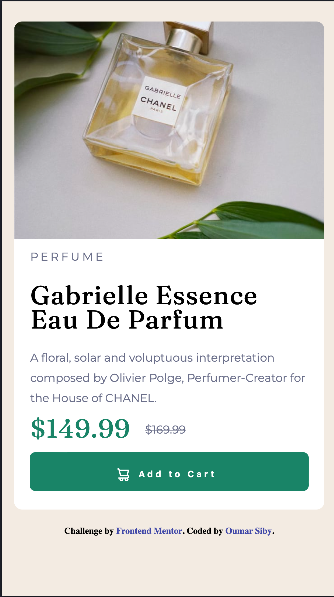 GABRIELLE
CHANEL
PARIS
PERFUME
Gabrielle Essence
Eau De Parfum
A floral, solar and voluptuous interpretation
composed by Olivier Polge, Perfumer-Creator for
the House of CHANEL.
$149.99 $169.99
Add to Cart
Challenge by Frontend Mentor. Coded by Oumar Siby.